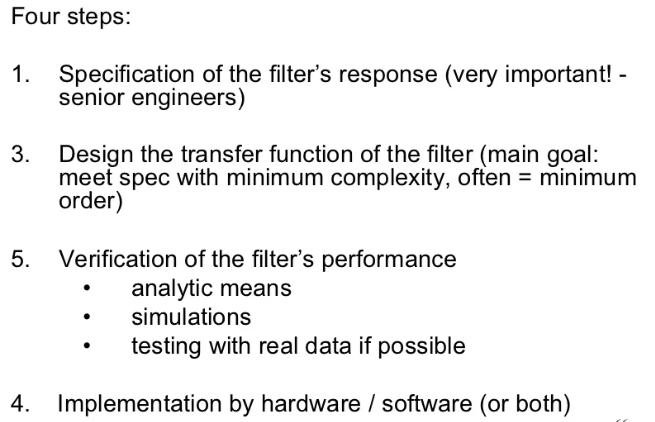 Four steps:
1. Specification of the filter’s response (very important! -
senior engineers)
3. Design the transfer function of the filter (main goal:
meet spec with minimum complexity, often = minimum
order)
5. Verification of the filter’s performance
• analytic means
• simulations
• testing with real data if possible
4. Implementation by hardware / software (or both)